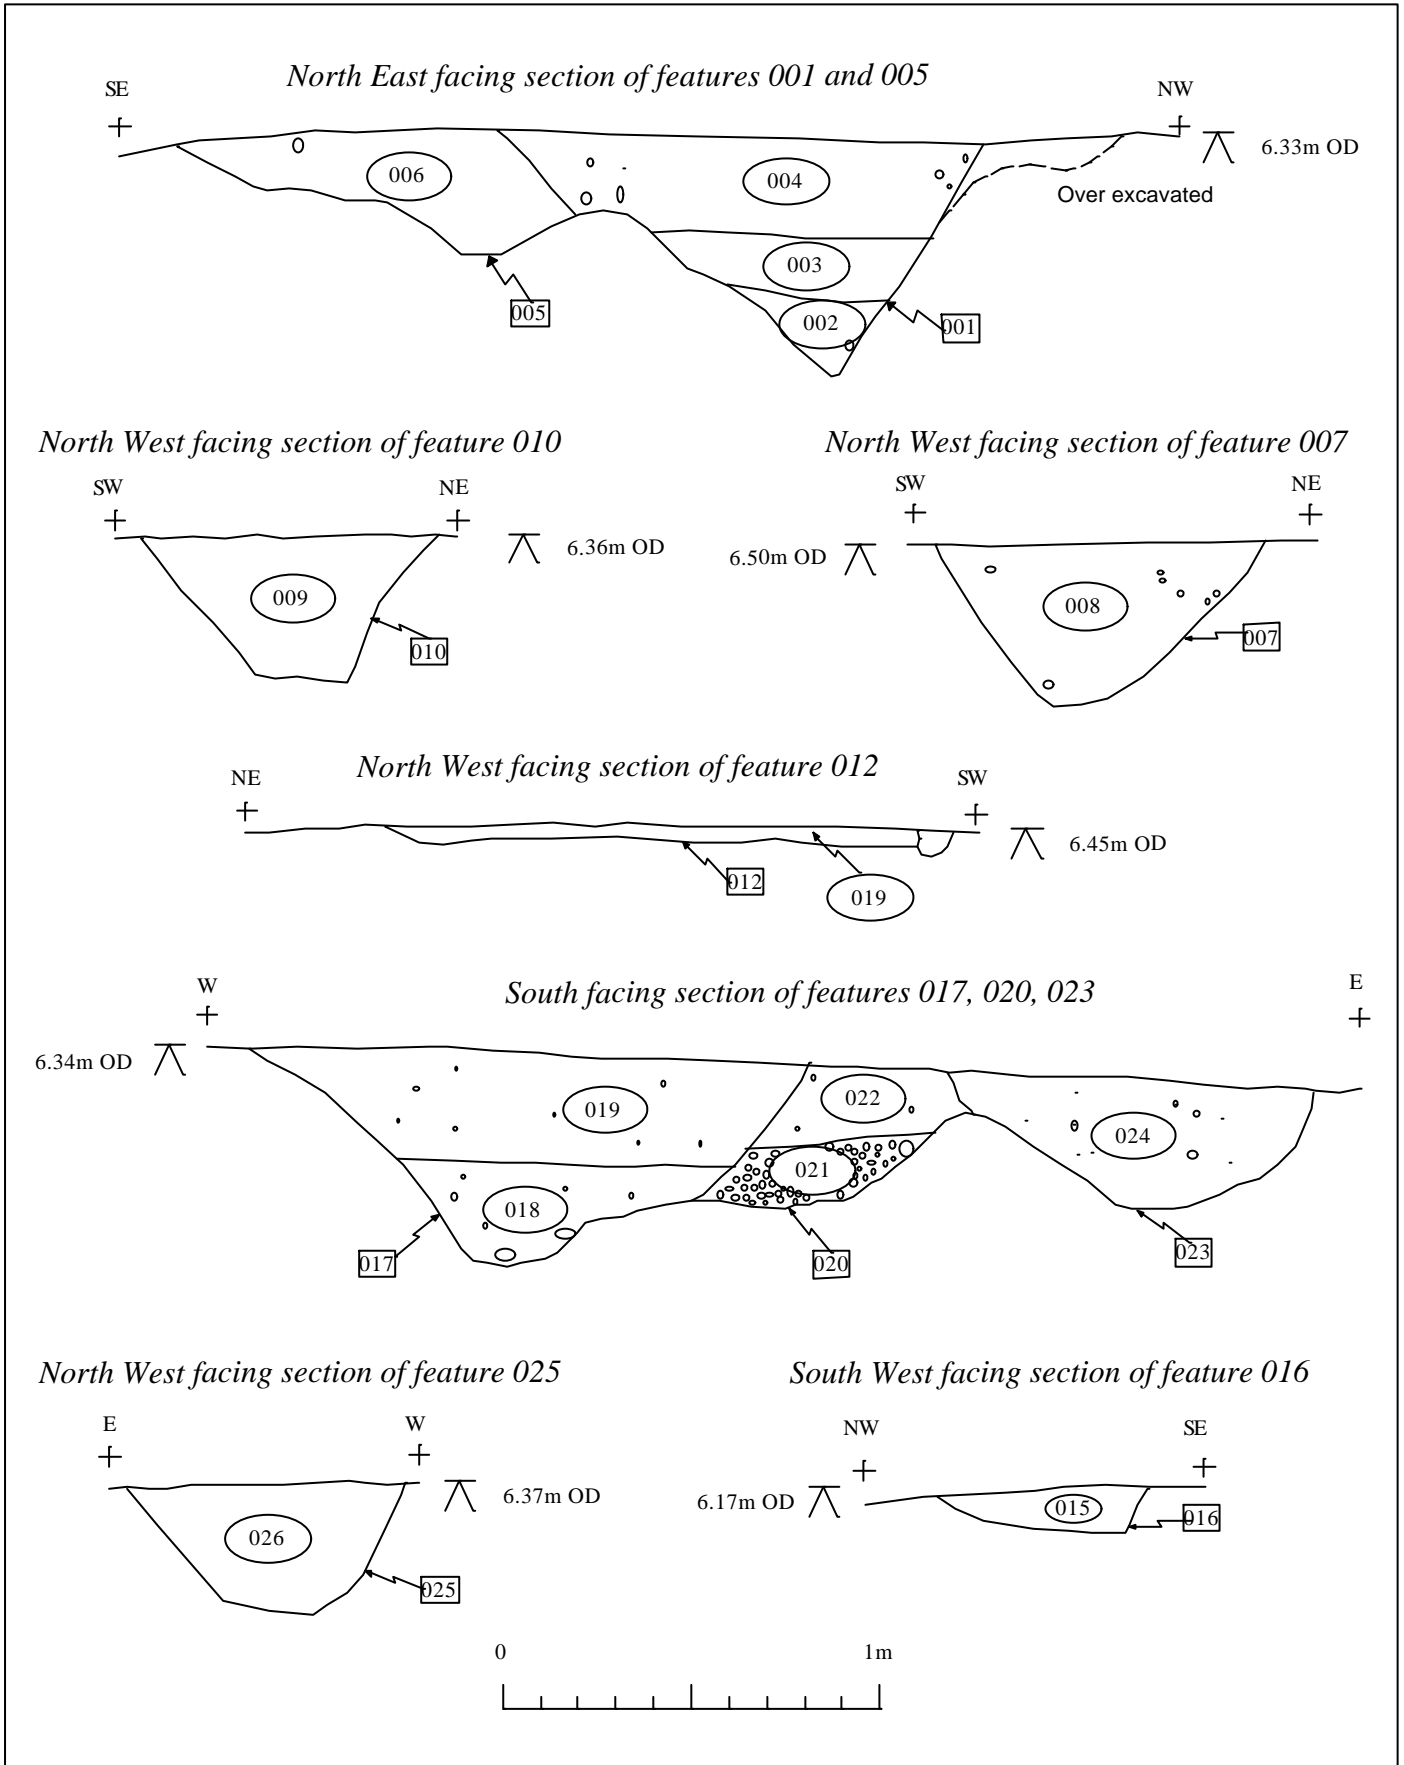 North East facing section of features 001 and 005
SE
NW
6.33m OD
006
004
Over excavated
003
005
002
001
North West facing section of feature 010
SW
NE
6.36m OD
009
010
North West facing section of feature 007
SW
NE
6.50m OD
008
007
North West facing section of feature 012
NE
SW
6.45m OD
012
019
South facing section of features 017, 020, 023
W
E
6.34m OD
019
022
024
021
018
017
020
023
North West facing section of feature 025
E
W
6.37m OD
026
025
South West facing section of feature 016
NW
SE
6.17m OD
015
016
0
1m